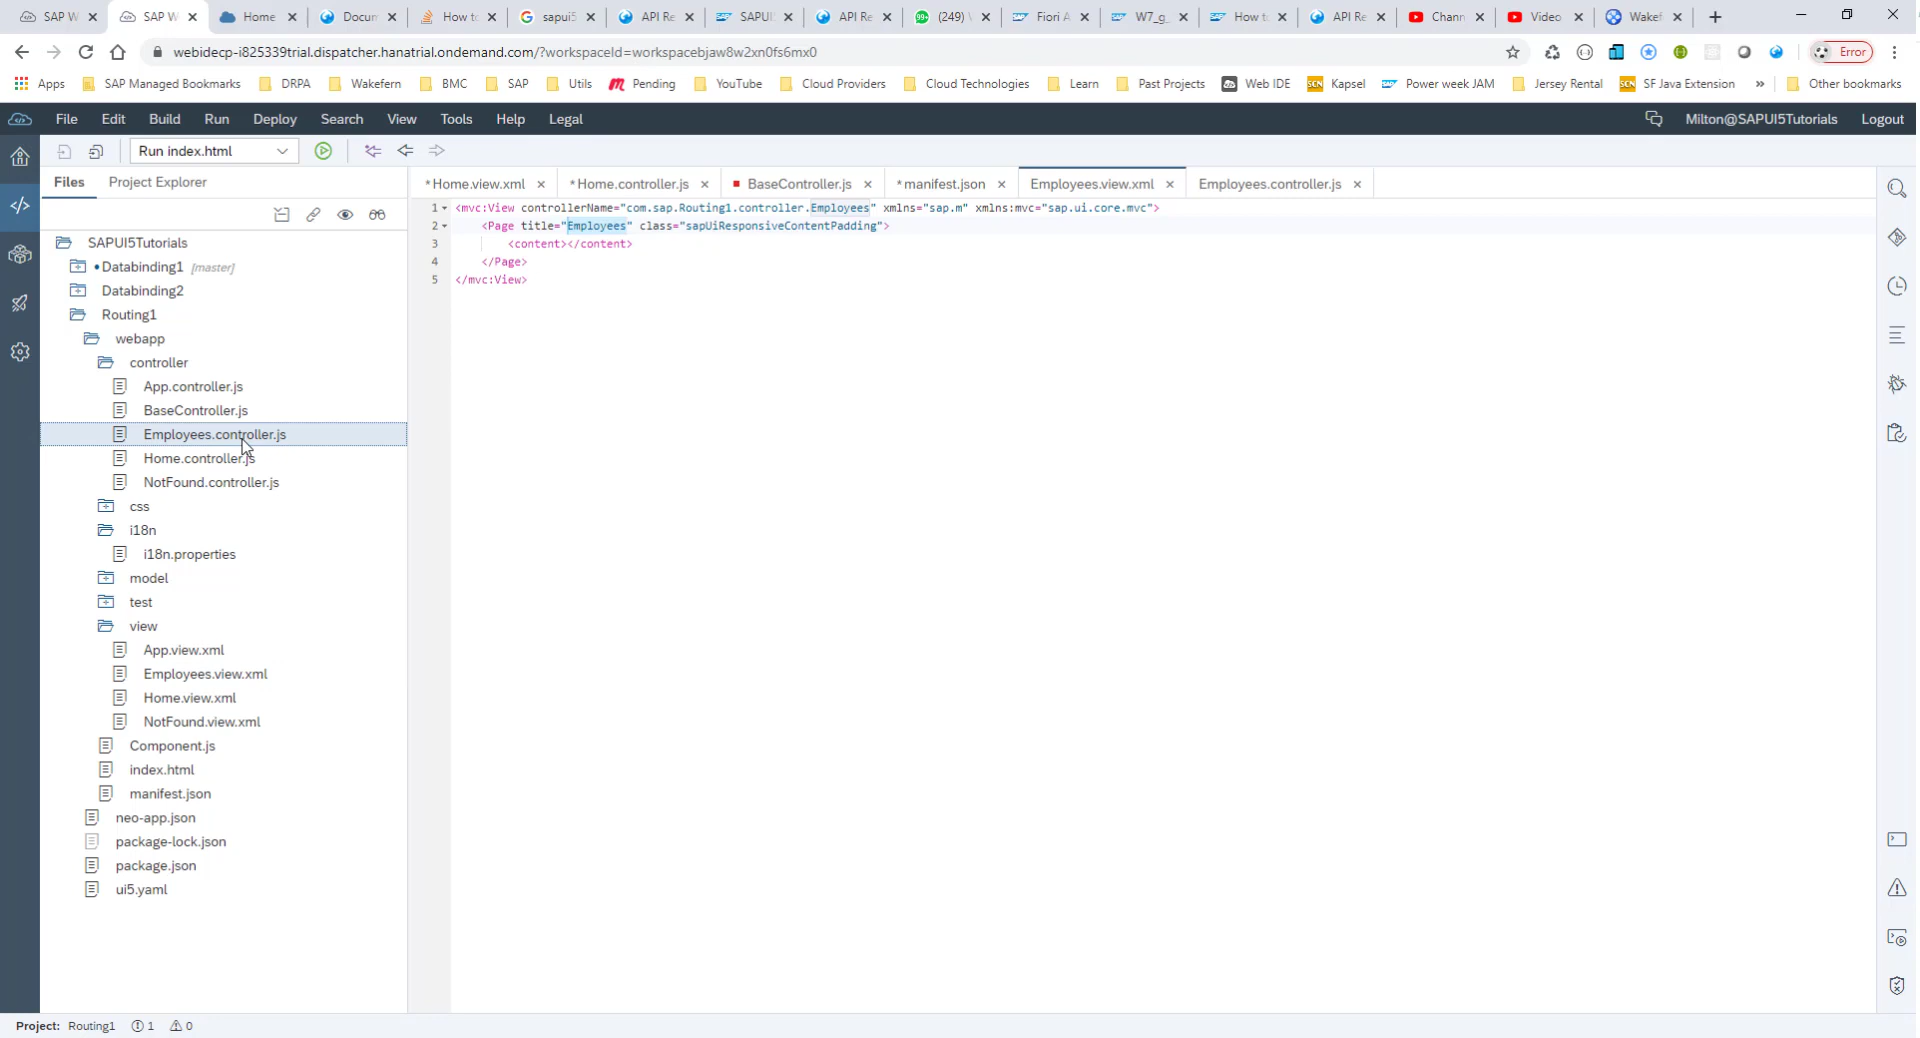 SAP W
SAP W
Home
Docum
How to
sapui5
API Re
SAPUI
API Re
(249) \
Fiori A
W7_g_
How to
API Re
Chann
Video
Wakef
webidecp-i825339trial.dispatcher.hanatrial.ondemand.com/?workspaceId=workspacebjaw8w2xn0fs6mx0
Error
Apps
SAP Managed Bookmarks
DRPA
Wakefern
BMC
SAP
Utils
Pending
YouTube
Cloud Providers
Cloud Technologies
Learn
Past Projects
Web IDE
Kapsel
Power week JAM
Jersey Rental
SF Java Extension
»
Other bookmarks
File
Edit
Build
Run
Deploy
Search
View
Tools
Help
Legal
Milton@SAPUI5Tutorials
Logout
Run index.html
Files
Project Explorer
*Home.view.xml
*Home.controller.js
BaseController.js
*manifest.json
Employees.view.xml
Employees.controller.js
SAPUI5Tutorials
Databinding1 [master]
Databinding2
Routing1
webapp
controller
App.controller.js
BaseController.js
Employees.controller.js
Home.controller.js
NotFound.controller.js
css
i18n
i18n.properties
model
test
view
App.view.xml
Employees.view.xml
Home.view.xml
NotFound.view.xml
Component.js
index.html
manifest.json
neo-app.json
package-lock.json
package.json
ui5.yaml
1 <mvc:View controllerName="com.sap.Routing1.controller.Employees" xmlns="sap.m" xmlns:mvc="sap.ui.core.mvc">
2 <Page title="Employees" class="sapUiResponsiveContentPadding">
3 <content></content>
4 </Page>
5 </mvc:View>
Project: Routing1 1 0